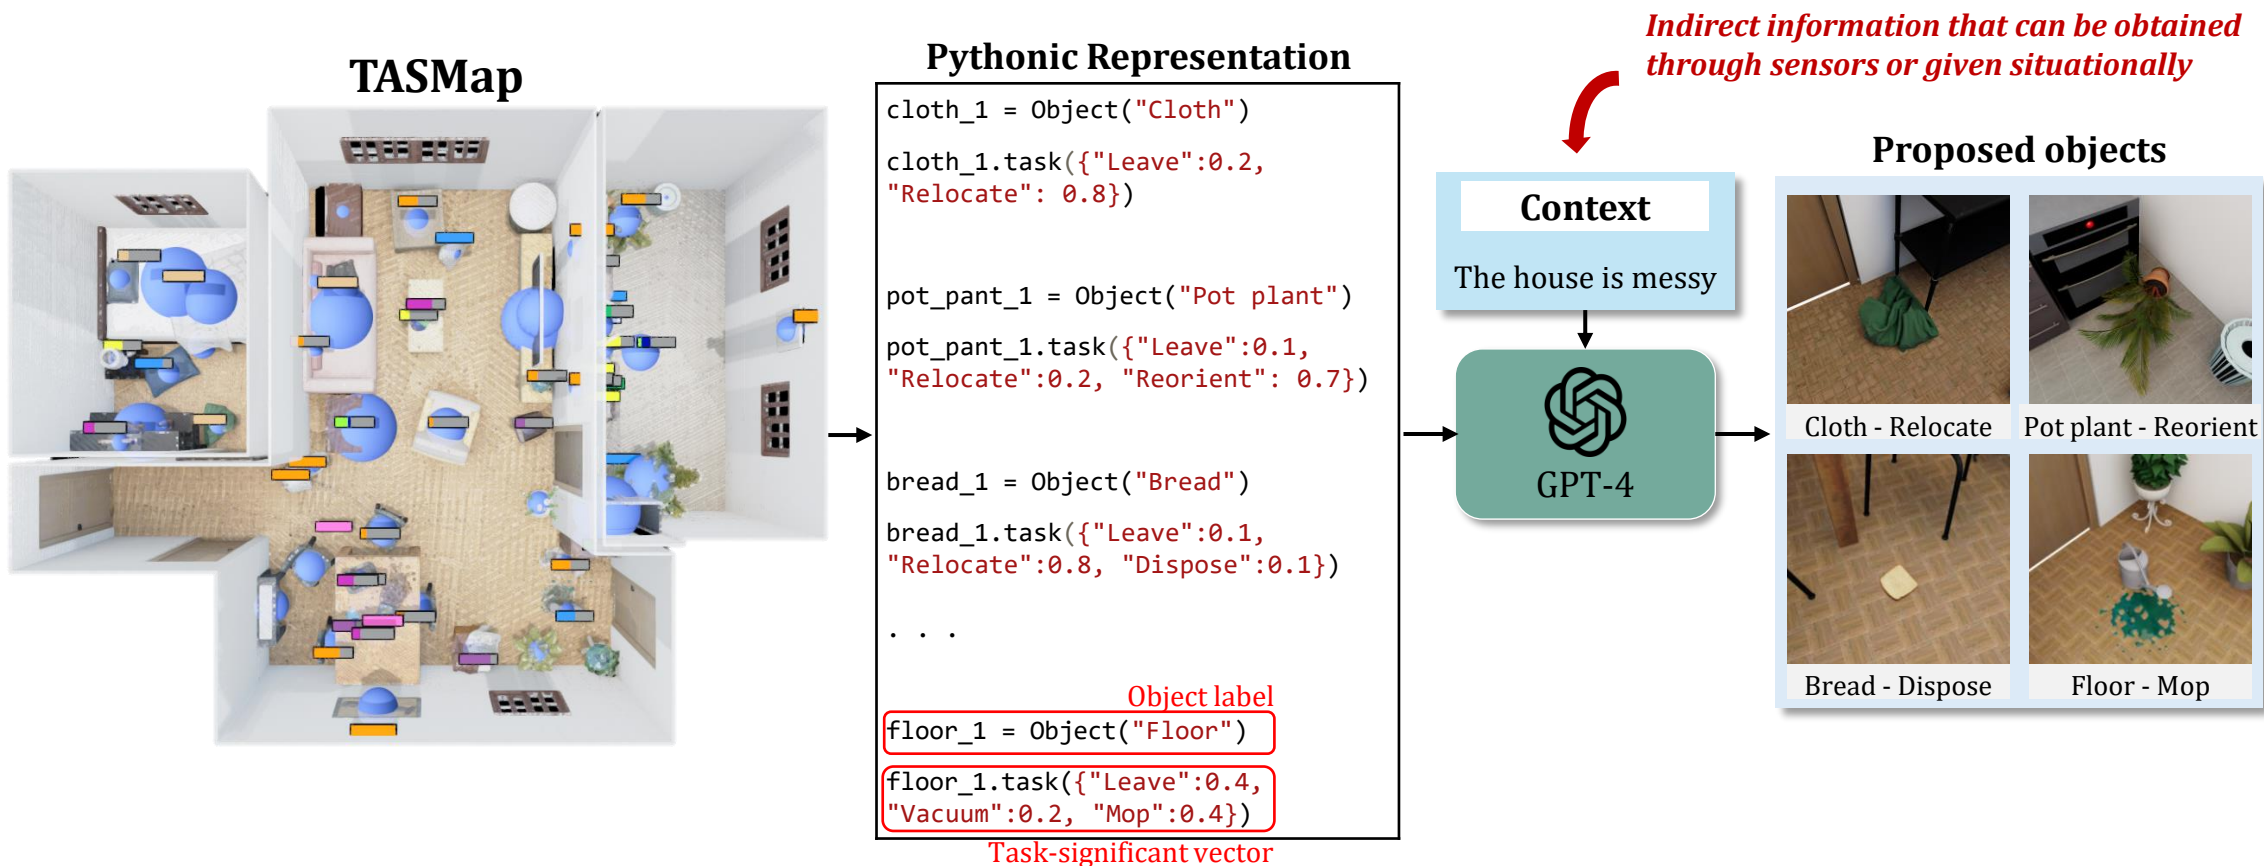 TASMap
Pythonic Representation
cloth_1 = Object("Cloth")
cloth_1.task({"Leave":0.2,
"Relocate": 0.8})
pot_pant_1 = Object("Pot plant")
pot_pant_1.task({"Leave":0.1,
"Relocate":0.2, "Reorient": 0.7})
bread_1 = Object("Bread")
bread_1.task({"Leave":0.1,
"Relocate":0.8, "Dispose":0.1})
. . .
Object label
floor_1 = Object("Floor")
floor_1.task({"Leave":0.4,
"Vacuum":0.2, "Mop":0.4})
Task-significant vector
Indirect information that can be obtained
through sensors or given situationally
Context
The house is messy
GPT-4
Proposed objects
Cloth - Relocate
Pot plant - Reorient
Bread - Dispose
Floor - Mop